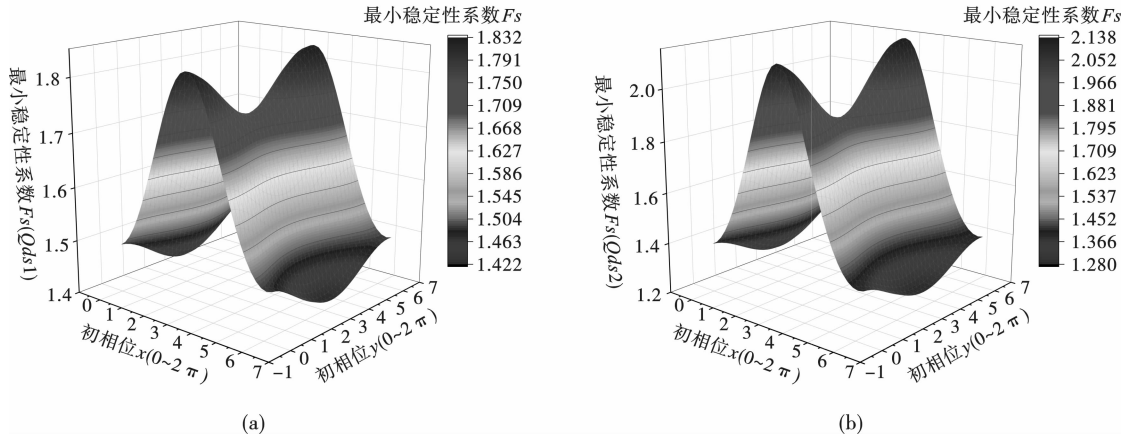 最小稳定性系数Fs
1.832
1.791
1.750
1.709
1.668
1.627
1.586
1.545
1.504
1.463
1.422
最小稳定性系数Fs(Qds1)
1.8
1.7
1.6
1.5
1.4
0 1 2 3 4 5 6 7
初相位x(0~2 π)
-1 0 1 2 3 4 5 6 7
初相位y(0~2 π)
(a)
最小稳定性系数Fs
2.138
2.052
1.966
1.881
1.795
1.709
1.623
1.537
1.452
1.366
1.280
最小稳定性系数Fs(Qds2)
2.0
1.8
1.6
1.4
1.2
0 1 2 3 4 5 6 7
初相位x(0~2 π)
-1 0 1 2 3 4 5 6 7
初相位y(0~2 π)
(b)